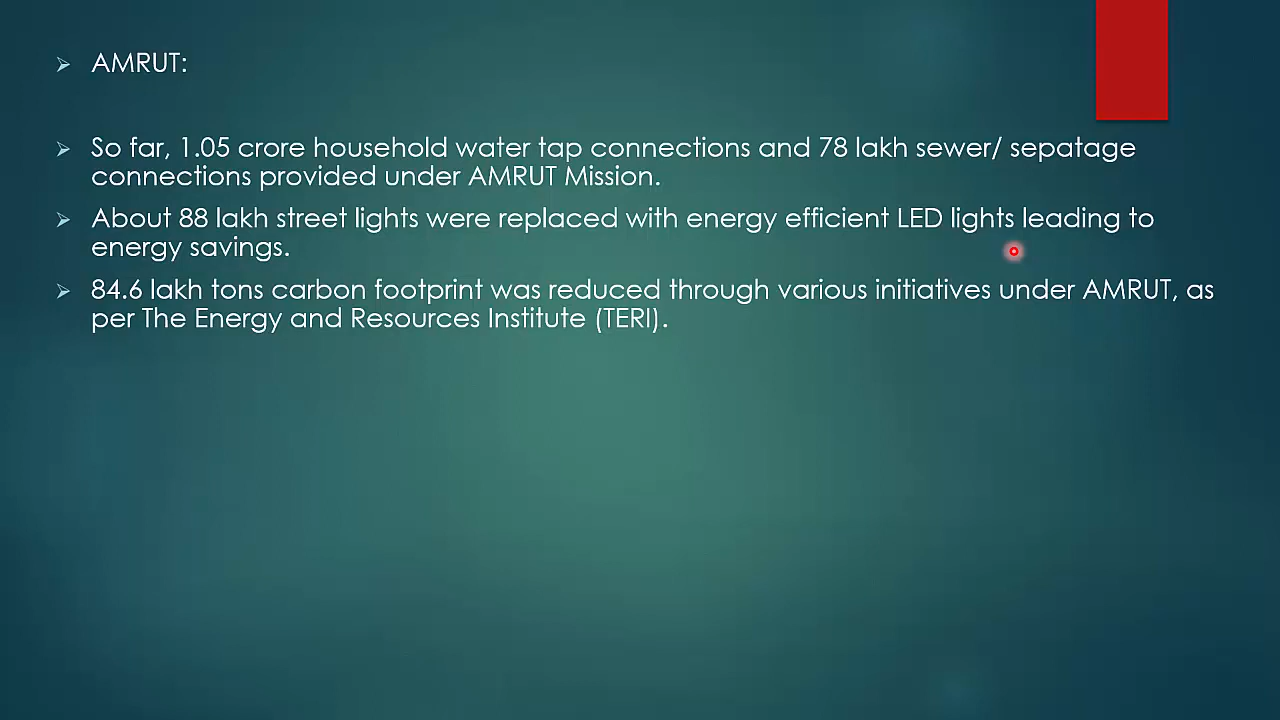 AMRUT:
So far, 1.05 crore household water tap connections and 78 lakh sewer/ sepatage
connections provided under AMRUT Mission.
About 88 lakh street lights were replaced with energy efficient LED lights leading to
energy savings.
84.6 lakh tons carbon footprint was reduced through various initiatives under AMRUT, as
per The Energy and Resources Institute (TERI).